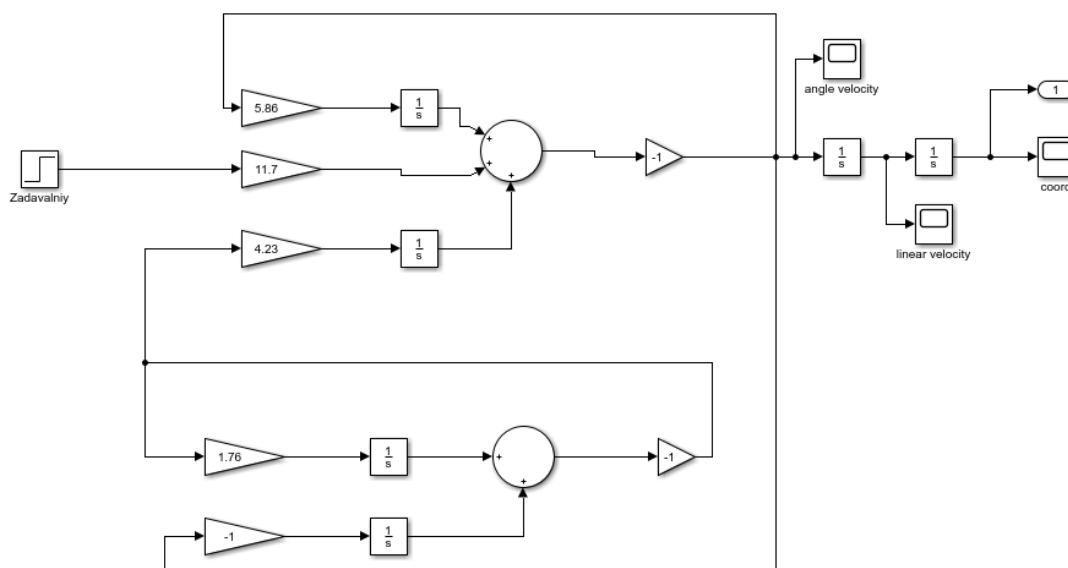 angle velocity
5.86
1
s
+
1
11.7
+
-1
1
s
1
s
Zadavalniy
+
coord
4.23
1
s
linear velocity
1.76
1
s
+
-1
+
-1
1
s